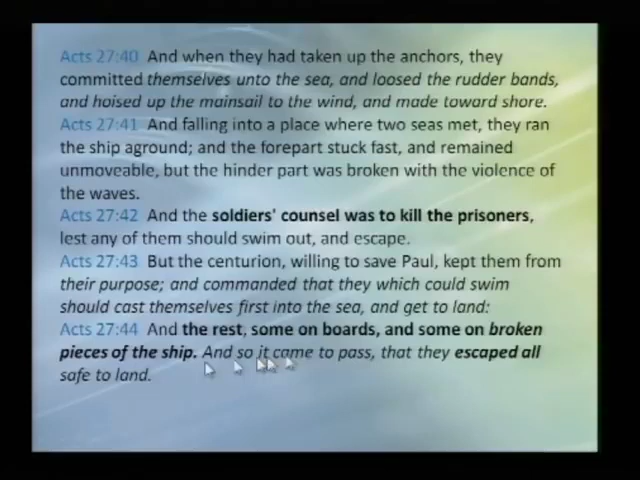 Acts 27:40 And when they had taken up the anchors, they
committed themselves unto the sea, and loosed the rudder bands,
and hoised up the mainsail to the wind, and made toward shore.
Acts 27:41 And falling into a place where two seas met, they ran
the ship aground; and the forepart stuck fast, and remained
unmoveable, but the hinder part was broken with the violence of
the waves.
Acts 27:42 And the soldiers' counsel was to kill the prisoners,
lest any of them should swim out, and escape.
Acts 27:43 But the centurion, willing to save Paul, kept them from
their purpose; and commanded that they which could swim
should cast themselves first into the sea, and get to land:
Acts 27:44 And the rest, some on boards, and some on broken
pieces of the ship. And so it came to pass, that they escaped all
safe to land.